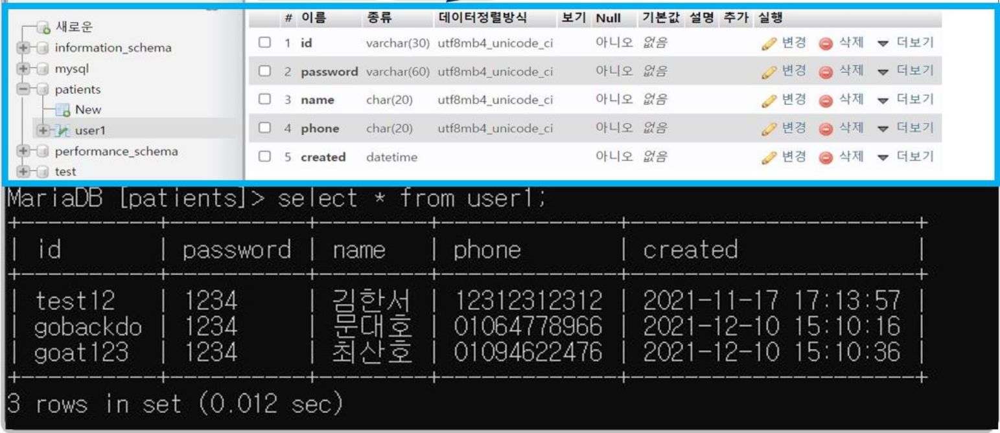 새로운
information_schema
mysql
patients
New
user1
performance_schema
test
# 이름 종류 데이터정렬방식 보기 Null 기본값 설명 추가 실행
1 id varchar(30) utf8mb4_unicode_ci 아니오 없음 변경 삭제 더보기
2 password varchar(60) utf8mb4_unicode_ci 아니오 없음 변경 삭제 더보기
3 name char(20) utf8mb4_unicode_ci 아니오 없음 변경 삭제 더보기
4 phone char(20) utf8mb4_unicode_ci 아니오 없음 변경 삭제 더보기
5 created datetime 아니오 없음 변경 삭제 더보기
MariaDB [patients]> select * from user1;
+----------+----------+--------+-------------+---------------------+
| id | password | name | phone | created |
+----------+----------+--------+-------------+---------------------+
| test12 | 1234 | 김한서 | 12312312312 | 2021-11-17 17:13:57 |
| gobackdo | 1234 | 문대호 | 01064778966 | 2021-12-10 15:10:16 |
| goat123 | 1234 | 최산호 | 01094622476 | 2021-12-10 15:10:36 |
+----------+----------+--------+-------------+---------------------+
3 rows in set (0.012 sec)